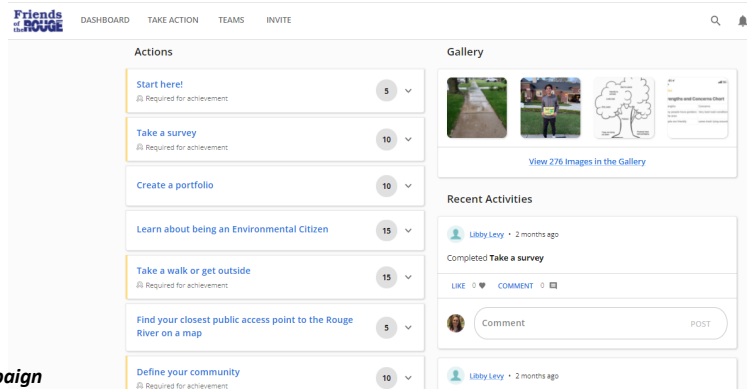 Friends
of the ROUGE
DASHBOARD TAKE ACTION TEAMS INVITE
Actions
Start here!
Required for achievement
5
Take a survey
Required for achievement
10
Create a portfolio
10
Learn about being an Environmental Citizen
15
Take a walk or get outside
Required for achievement
15
Find your closest public access point to the Rouge
River on a map
5
Define your community
Required for achievement
10
Gallery
engths and Concerns Chart
View 276 Images in the Gallery
Recent Activities
Libby Levy • 2 months ago
Completed Take a survey
LIKE 0 COMMENT 0
Comment POST
Libby Levy • 2 months ago
paign